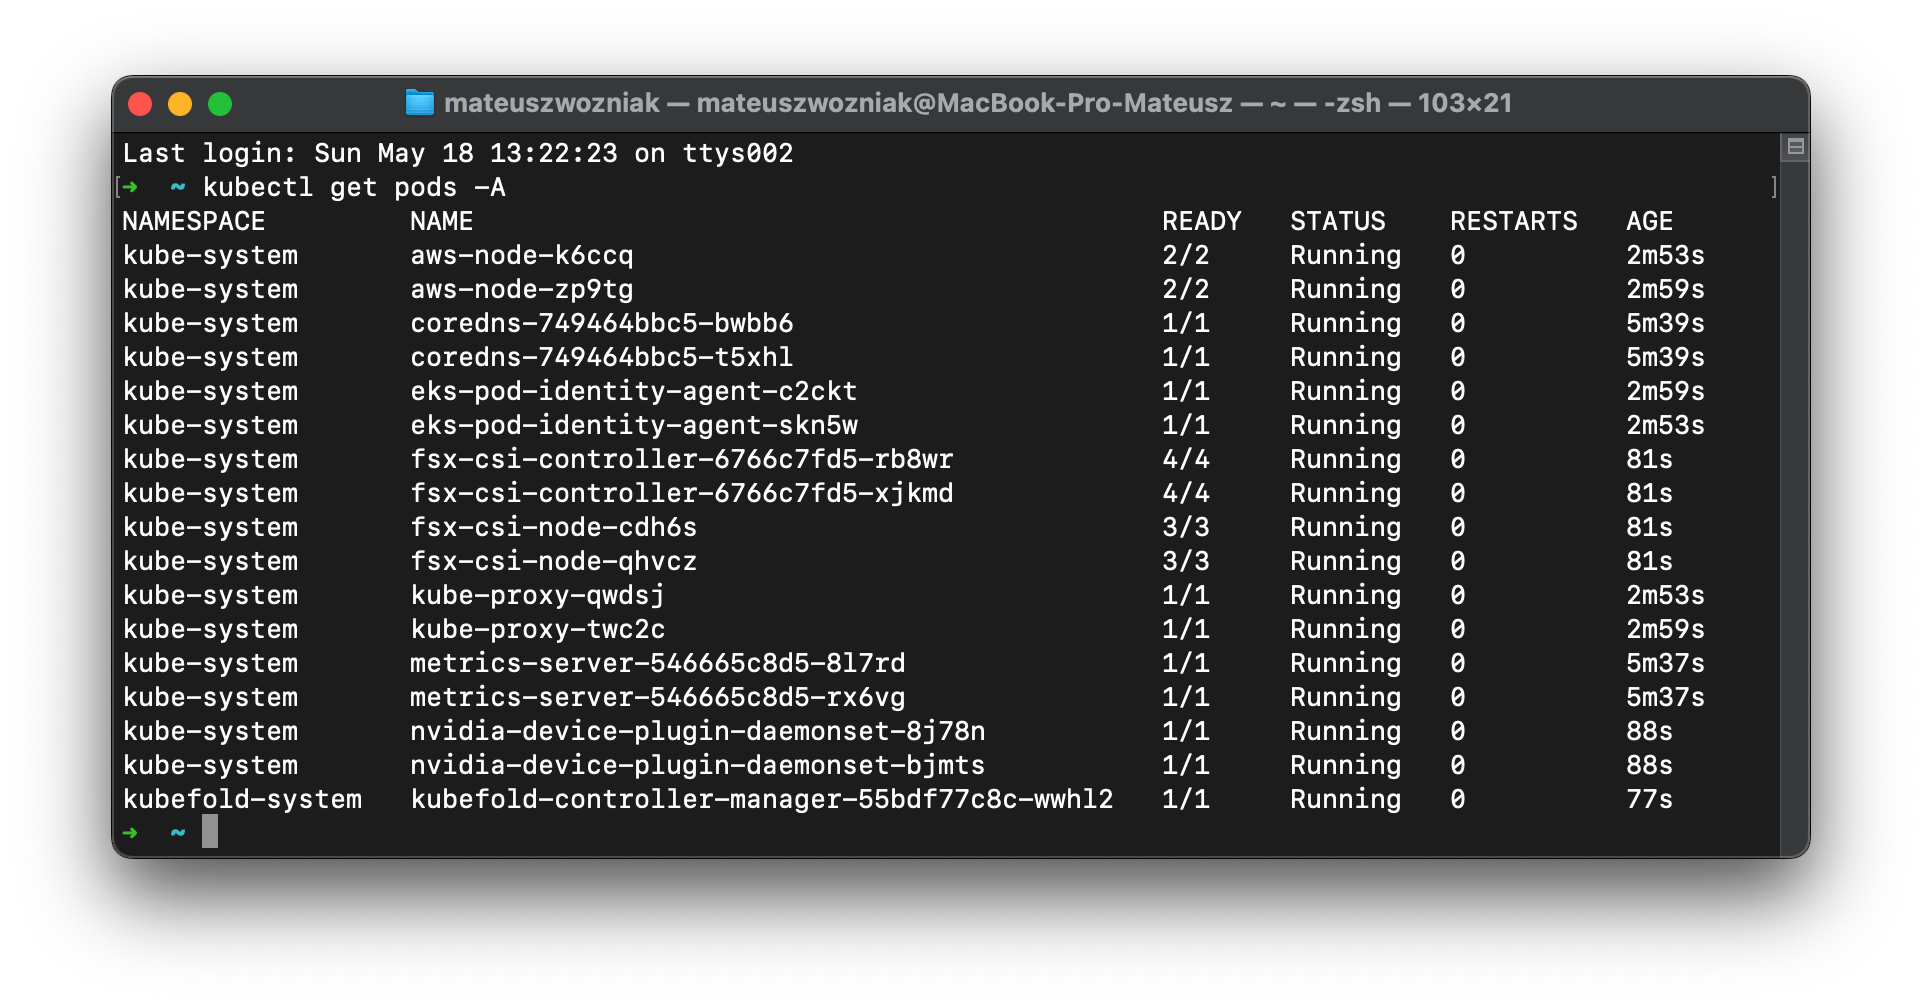 mateuszwozniak — mateuszwozniak@MacBook-Pro-Mateusz — ~ — -zsh — 103×21
Last login: Sun May 18 13:22:23 on ttys002
[➜  ~ kubectl get pods -A ]
NAMESPACE         NAME                                           READY   STATUS    RESTARTS   AGE
kube-system       aws-node-k6ccq                                 2/2     Running   0          2m53s
kube-system       aws-node-zp9tg                                 2/2     Running   0          2m59s
kube-system       coredns-749464bbc5-bwbb6                       1/1     Running   0          5m39s
kube-system       coredns-749464bbc5-t5xhl                       1/1     Running   0          5m39s
kube-system       eks-pod-identity-agent-c2ckt                   1/1     Running   0          2m59s
kube-system       eks-pod-identity-agent-skn5w                   1/1     Running   0          2m53s
kube-system       fsx-csi-controller-6766c7fd5-rb8wr             4/4     Running   0          81s
kube-system       fsx-csi-controller-6766c7fd5-xjkmd             4/4     Running   0          81s
kube-system       fsx-csi-node-cdh6s                             3/3     Running   0          81s
kube-system       fsx-csi-node-qhvcz                             3/3     Running   0          81s
kube-system       kube-proxy-qwdsj                               1/1     Running   0          2m53s
kube-system       kube-proxy-twc2c                               1/1     Running   0          2m59s
kube-system       metrics-server-546665c8d5-8l7rd                1/1     Running   0          5m37s
kube-system       metrics-server-546665c8d5-rx6vg                1/1     Running   0          5m37s
kube-system       nvidia-device-plugin-daemonset-8j78n           1/1     Running   0          88s
kube-system       nvidia-device-plugin-daemonset-bjmts           1/1     Running   0          88s
kubefold-system   kubefold-controller-manager-55bdf77c8c-wwhl2   1/1     Running   0          77s
➜  ~